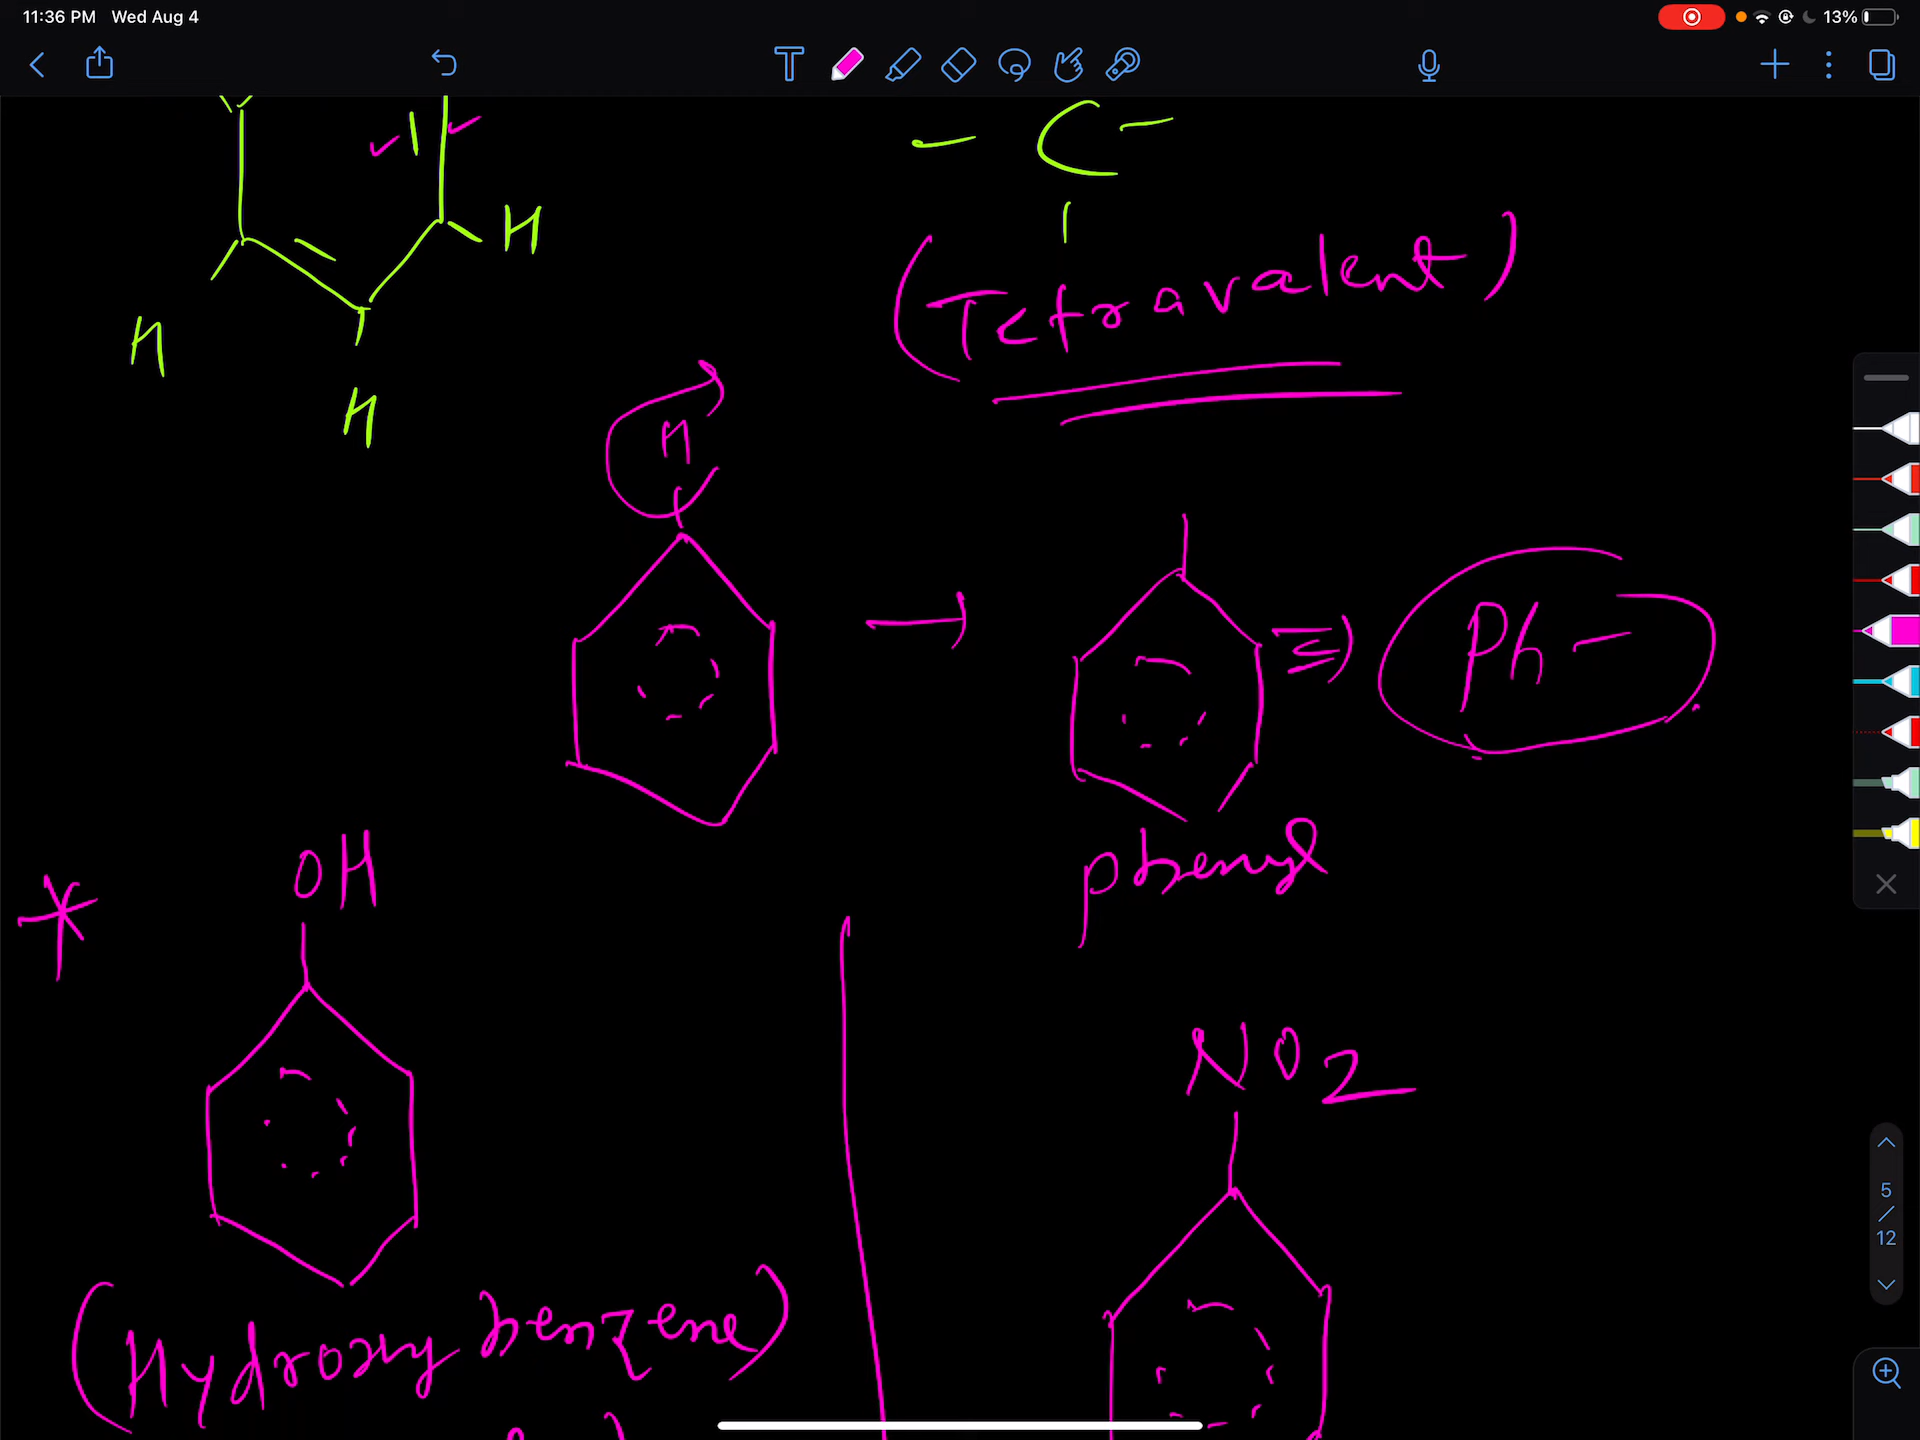 11:36 PM Wed Aug 4
13%
T
C
H
(Tetravalent)
H
H
H
Ph-
phenyl
OH
NO2
5
/
12
(Hydroxy benzene)